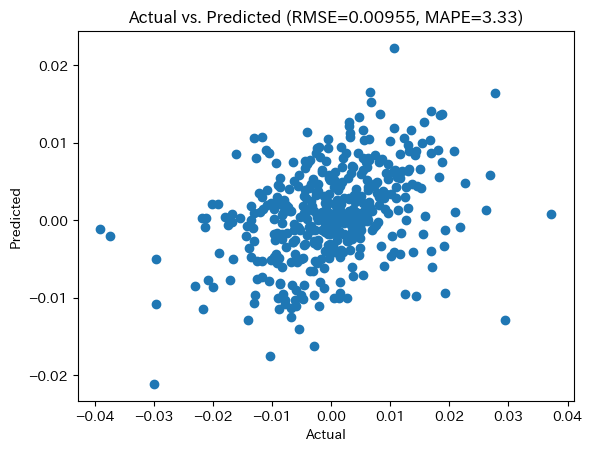 Actual vs. Predicted (RMSE=0.00955, MAPE=3.33)
0.02
0.01
0.00
−0.01
−0.02
Predicted
−0.04 −0.03 −0.02 −0.01 0.00 0.01 0.02 0.03 0.04
Actual